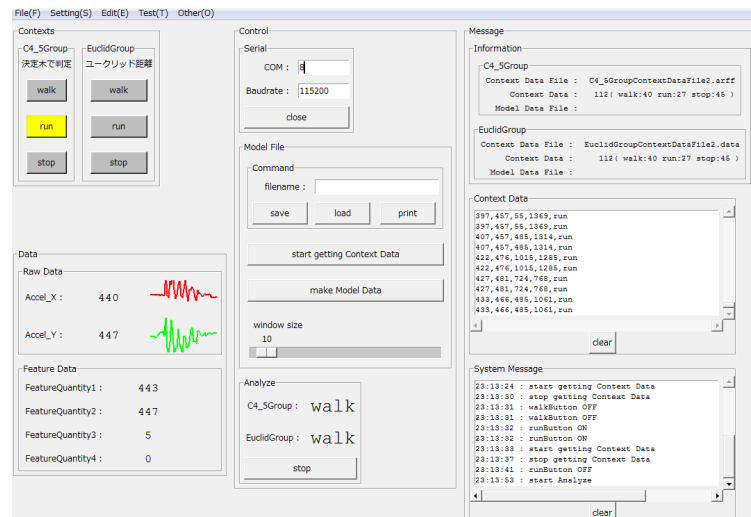 File(F) Setting(S) Edit(E) Test(T) Other(O)
Contexts
C4_5Group
決定木で判定
walk
run
stop
EuclidGroup
ユークリッド距離
walk
run
stop
Data
Raw Data
Accel_X : 440
Accel_Y : 447
Feature Data
FeatureQuantity1 : 443
FeatureQuantity2 : 447
FeatureQuantity3 : 5
FeatureQuantity4 : 0
Control
Serial
COM : 8
Baudrate : 115200
close
Model File
Command
filename :
save load print
start getting Context Data
make Model Data
window size
10
Analyze
C4_5Group : walk
EuclidGroup : walk
stop
Message
Information
C4_5Group
Context Data File : C4_5GroupContextDataFile2.arff
Context Data : 112( walk:40 run:27 stop:45 )
Model Data File :
EuclidGroup
Context Data File : EuclidGroupContextDataFile2.data
Context Data : 112( walk:40 run:27 stop:45 )
Model Data File :
Context Data
397,457,55,1369,run
397,457,55,1369,run
407,457,485,1314,run
407,457,485,1314,run
422,476,1015,1285,run
422,476,1015,1285,run
427,481,724,768,run
427,481,724,768,run
433,466,485,1061,run
433,466,485,1061,run
clear
System Message
23:13:24 : start getting Context Data
23:13:30 : stop getting Context Data
23:13:31 : walkButton OFF
23:13:31 : walkButton OFF
23:13:32 : runButton ON
23:13:32 : runButton ON
23:13:33 : start getting Context Data
23:13:37 : stop getting Context Data
23:13:41 : runButton OFF
23:13:53 : start Analyze
clear